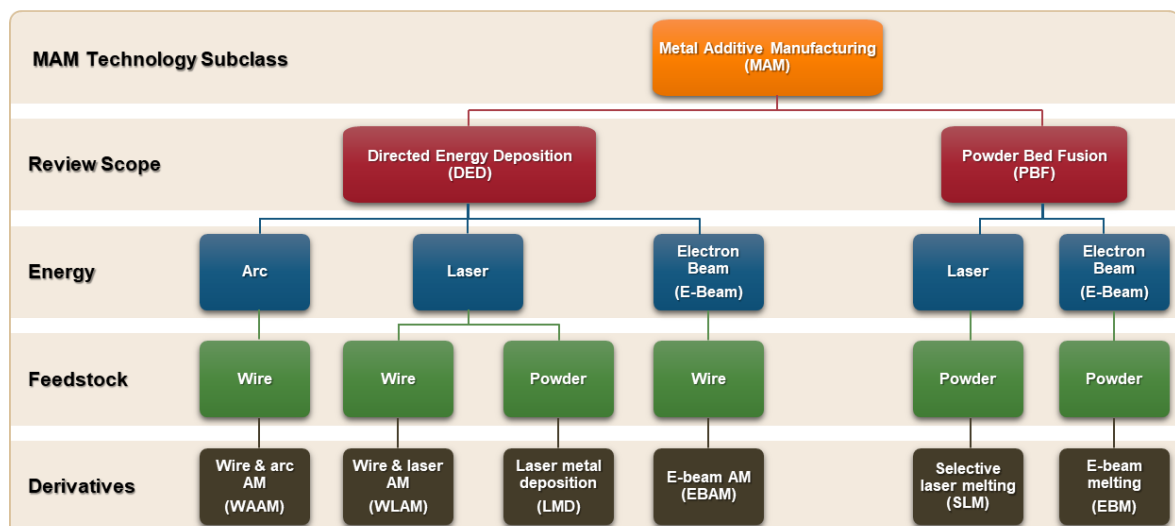 MAM Technology Subclass
Metal Additive Manufacturing
(MAM)
Review Scope
Directed Energy Deposition
(DED)
Powder Bed Fusion
(PBF)
Energy
Arc
Laser
Electron
Beam
(E-Beam)
Laser
Electron
Beam
(E-Beam)
Feedstock
Wire
Wire
Powder
Wire
Powder
Powder
Derivatives
Wire & arc
AM
(WAAM)
Wire & laser
AM
(WLAM)
Laser metal
deposition
(LMD)
E-beam AM
(EBAM)
Selective
laser melting
(SLM)
E-beam
melting
(EBM)